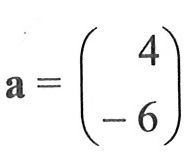 a = ( 4
− 6 )